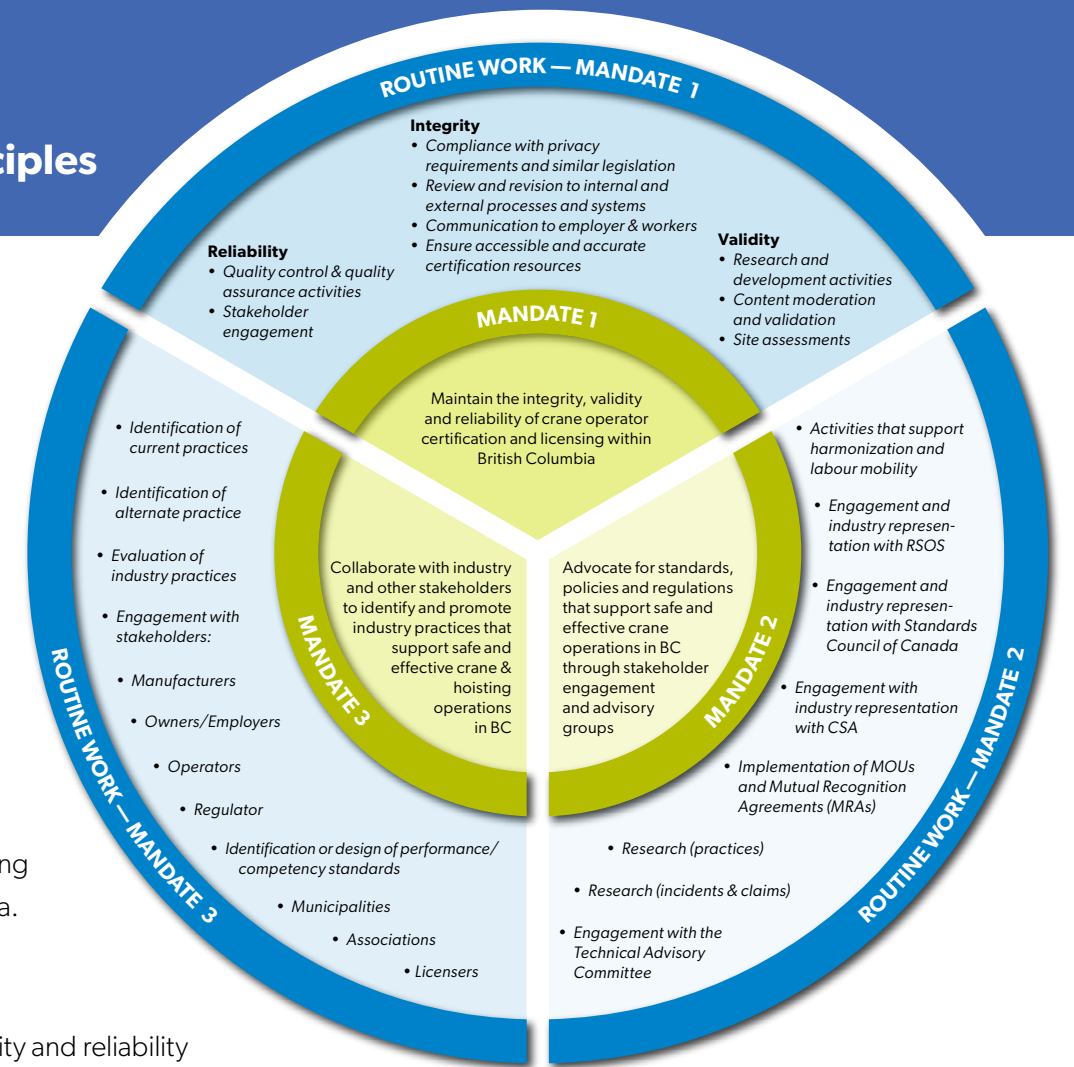 ciples
ROUTINE WORK — MANDATE 1
Integrity
• Compliance with privacy
requirements and similar legislation
• Review and revision to internal and
external processes and systems
• Communication to employer & workers
• Ensure accessible and accurate
certification resources
Reliability
• Quality control & quality
assurance activities
• Stakeholder
engagement
Validity
• Research and
development activities
• Content moderation
and validation
• Site assessments
MANDATE 1
Maintain the integrity, validity
and reliability of crane operator
certification and licensing within
British Columbia
• Identification of
current practices
• Identification of
alternate practice
• Evaluation of
industry practices
• Engagement with
stakeholders:
• Manufacturers
• Owners/Employers
• Operators
• Regulator
• Identification or design of performance/
competency standards
• Municipalities
• Associations
• Licensers
ROUTINE WORK — MANDATE 3
MANDATE 3
Collaborate with industry
and other stakeholders
to identify and promote
industry practices that
support safe and
effective crane &
hoisting
operations
in BC
Advocate for standards,
policies and regulations
that support safe and
effective crane
operations in BC
through stakeholder
engagement
and advisory
groups
MANDATE 2
• Activities that support
harmonization and
labour mobility
• Engagement and
industry represen-
tation with RSOS
• Engagement and
industry represen-
tation with Standards
Council of Canada
• Engagement with
industry representation
with CSA
• Implementation of MOUs
and Mutual Recognition
Agreements (MRAs)
• Research (practices)
• Research (incidents & claims)
• Engagement with the
Technical Advisory
Committee
ROUTINE WORK — MANDATE 2
ng
a.
ity and reliability